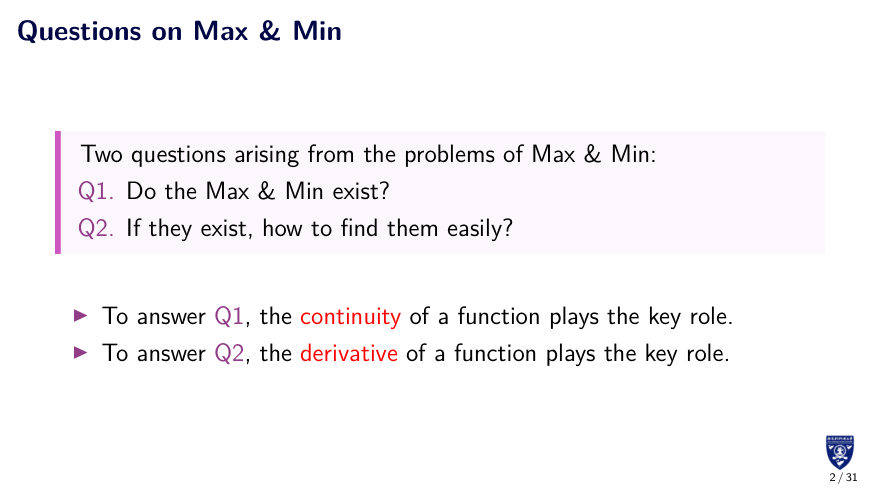 Questions on Max & Min
Two questions arising from the problems of Max & Min:
Q1. Do the Max & Min exist?
Q2. If they exist, how to find them easily?
▶ To answer Q1, the continuity of a function plays the key role.
▶ To answer Q2, the derivative of a function plays the key role.
2 / 31